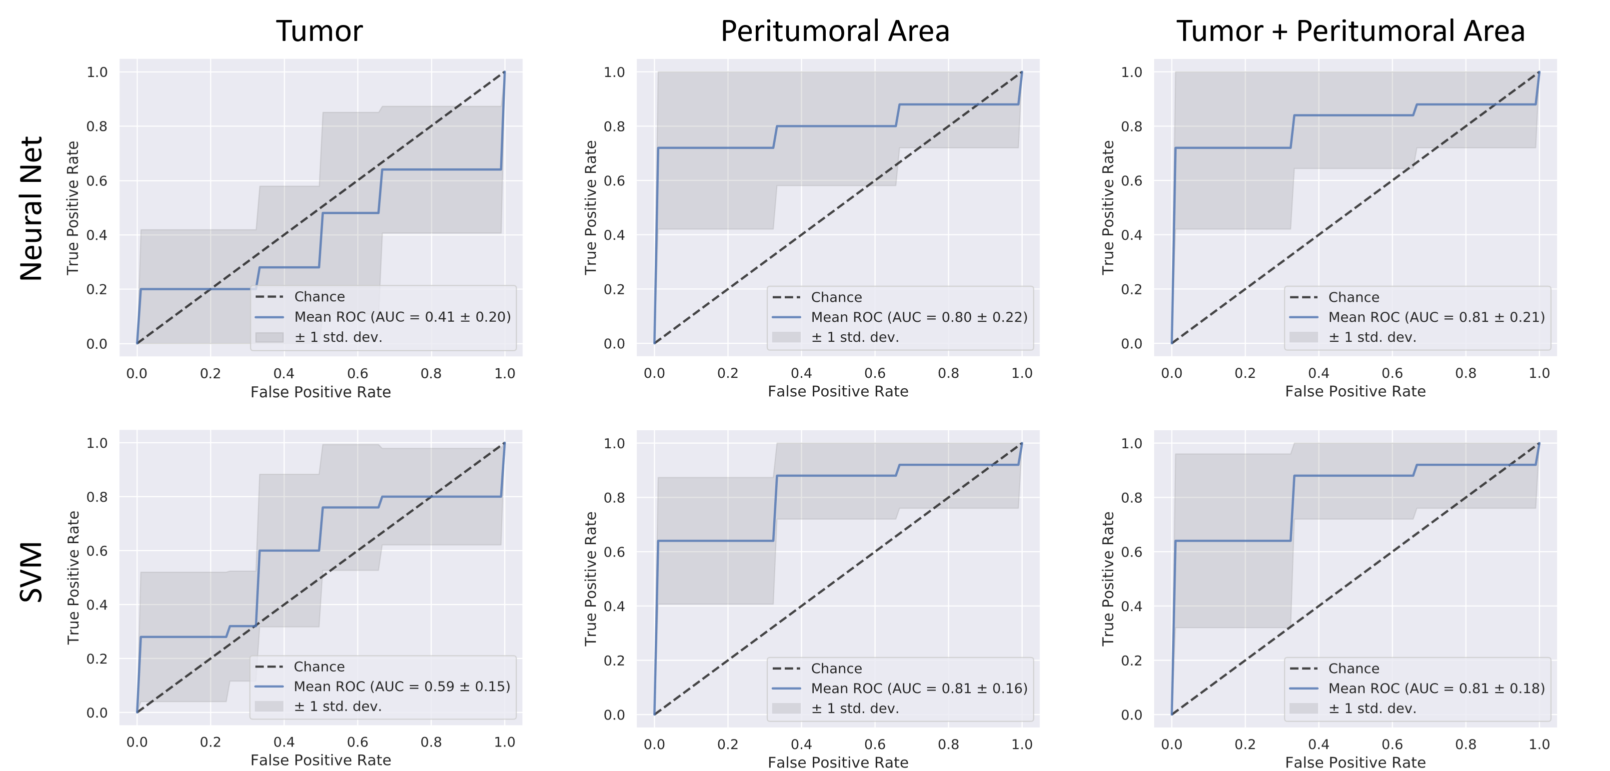 Tumor
Peritumoral Area
Tumor + Peritumoral Area
Neural Net
1.0
0.8
0.6
0.4
0.2
0.0
True Positive Rate
Chance
Mean ROC (AUC = 0.41 ± 0.20)
± 1 std. dev.
0.0 0.2 0.4 0.6 0.8 1.0
False Positive Rate
1.0
0.8
0.6
0.4
0.2
0.0
True Positive Rate
Chance
Mean ROC (AUC = 0.80 ± 0.22)
± 1 std. dev.
0.0 0.2 0.4 0.6 0.8 1.0
False Positive Rate
1.0
0.8
0.6
0.4
0.2
0.0
True Positive Rate
Chance
Mean ROC (AUC = 0.81 ± 0.21)
± 1 std. dev.
0.0 0.2 0.4 0.6 0.8 1.0
False Positive Rate
SVM
1.0
0.8
0.6
0.4
0.2
0.0
True Positive Rate
Chance
Mean ROC (AUC = 0.59 ± 0.15)
± 1 std. dev.
0.0 0.2 0.4 0.6 0.8 1.0
False Positive Rate
1.0
0.8
0.6
0.4
0.2
0.0
True Positive Rate
Chance
Mean ROC (AUC = 0.81 ± 0.16)
± 1 std. dev.
0.0 0.2 0.4 0.6 0.8 1.0
False Positive Rate
1.0
0.8
0.6
0.4
0.2
0.0
True Positive Rate
Chance
Mean ROC (AUC = 0.81 ± 0.18)
± 1 std. dev.
0.0 0.2 0.4 0.6 0.8 1.0
False Positive Rate